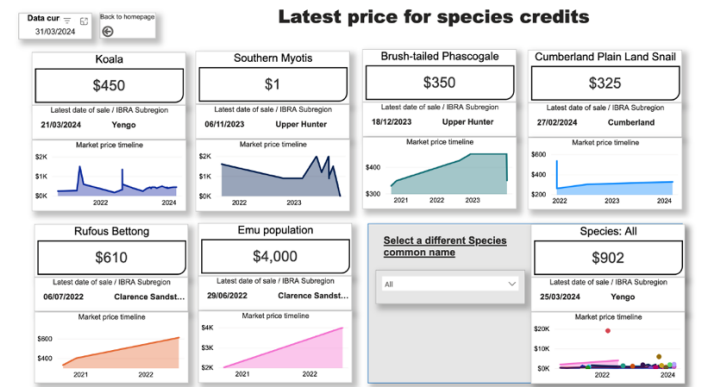 Data cur
31/03/2024
Back to homepage
Latest price for species credits
Koala
$450
Latest date of sale / IBRA Subregion
21/03/2024 Yengo
Market price timeline
$2K
$1K
$0K
2022 2024
Southern Myotis
$1
Latest date of sale / IBRA Subregion
06/11/2023 Upper Hunter
Market price timeline
$2K
$1K
$0K
2022 2023
Brush-tailed Phascogale
$350
Latest date of sale / IBRA Subregion
18/12/2023 Upper Hunter
Market price timeline
$400
$300
2021 2022 2023
Cumberland Plain Land Snail
$325
Latest date of sale / IBRA Subregion
27/02/2024 Cumberland
Market price timeline
$600
$400
$200
2022 2024
Rufous Bettong
$610
Latest date of sale / IBRA Subregion
06/07/2022 Clarence Sandst...
Market price timeline
$600
$400
2021 2022
Emu population
$4,000
Latest date of sale / IBRA Subregion
29/06/2022 Clarence Sandst...
Market price timeline
$4K
$3K
$2K
2021 2022
Select a different Species
common name
All
Species: All
$902
Latest date of sale / IBRA Subregion
25/03/2024 Yengo
Market price timeline
$20K
$10K
$0K
2022 2024